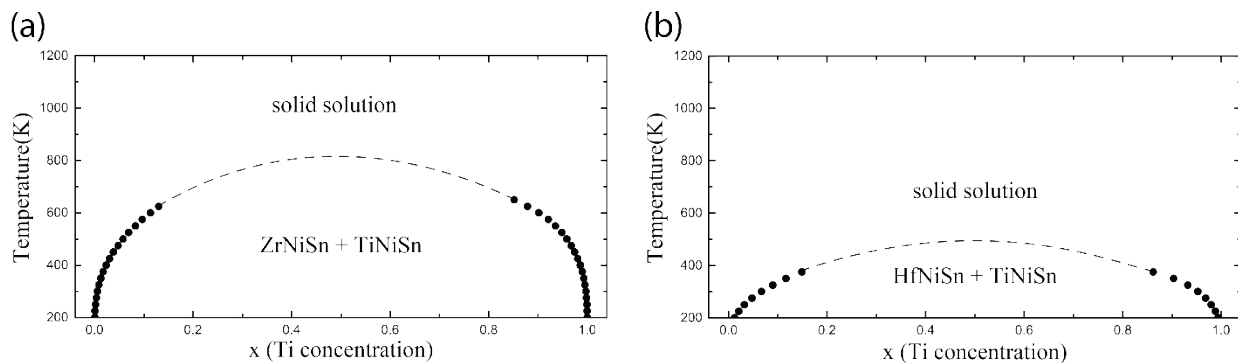 (a)
1200
1000
800
600
400
200
Temperature(K)
solid solution
ZrNiSn + TiNiSn
0.0 0.2 0.4 0.6 0.8 1.0
x (Ti concentration)
(b)
1200
1000
800
600
400
200
Temperature(K)
solid solution
HfNiSn + TiNiSn
0.0 0.2 0.4 0.6 0.8 1.0
x (Ti concentration)